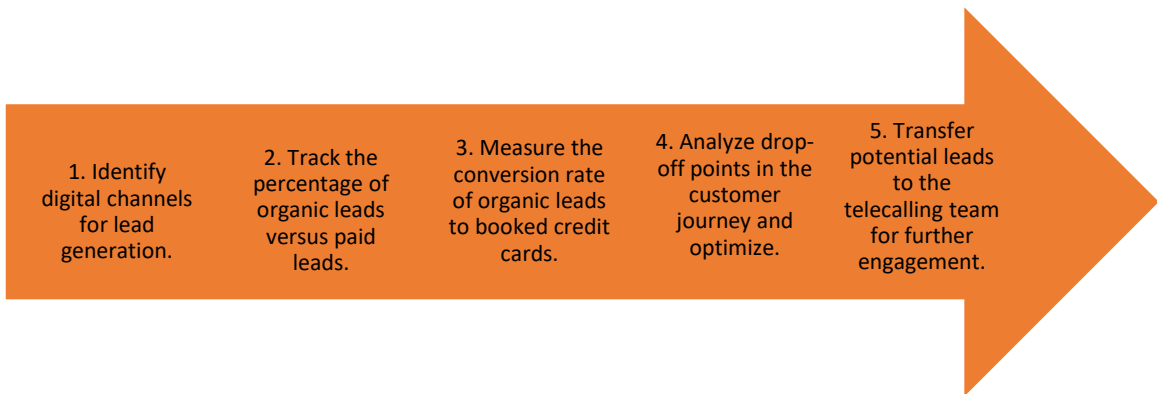 1. Identify
digital channels
for lead
generation.
2. Track the
percentage of
organic leads
versus paid
leads.
3. Measure the
conversion rate
of organic leads
to booked credit
cards.
4. Analyze drop-
off points in the
customer
journey and
optimize.
5. Transfer
potential leads
to the
telecalling team
for further
engagement.